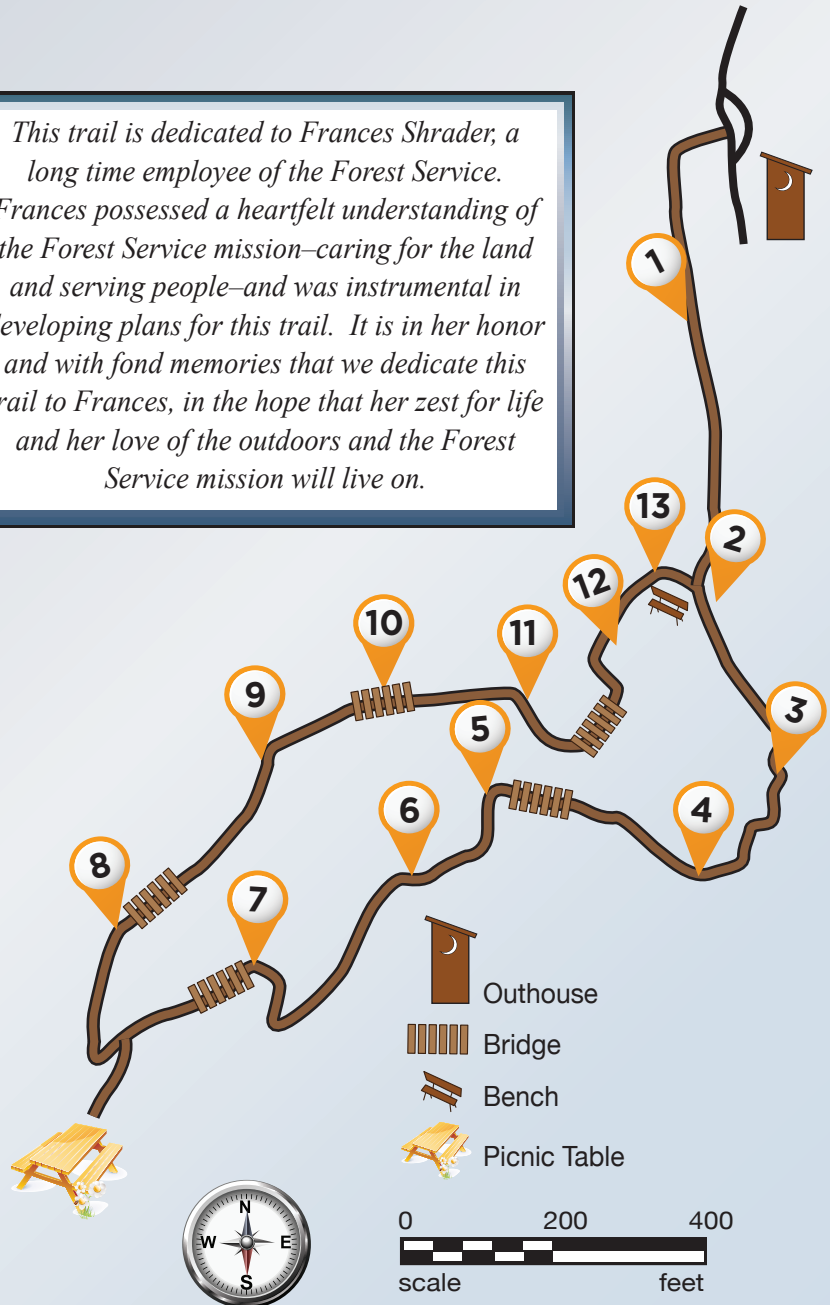 This trail is dedicated to Frances Shrader, a
long time employee of the Forest Service.
Frances possessed a heartfelt understanding of
the Forest Service mission–caring for the land
and serving people–and was instrumental in
developing plans for this trail.  It is in her honor
and with fond memories that we dedicate this
trail to Frances, in the hope that her zest for life
and her love of the outdoors and the Forest
Service mission will live on.
1
13
2
12
10
11
9
3
5
6
4
8
7
Outhouse
Bridge
Bench
Picnic Table
N
W E
S
0 200 400
scale feet